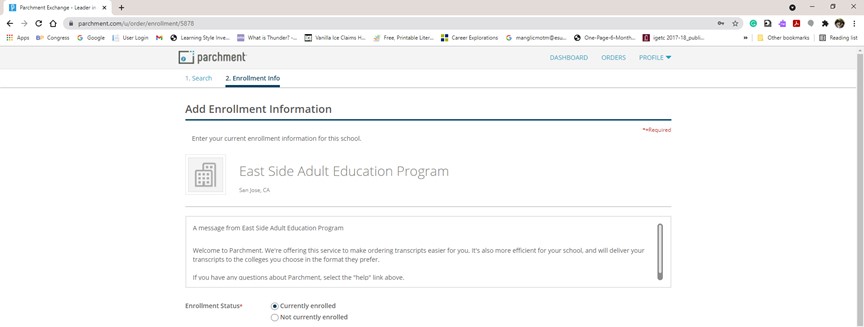 Parchment Exchange - Leader in
parchment.com/u/order/enrollment/5878
Apps
Congress
Google
User Login
MW
Learning Style Inve...
What is Thunder? -...
Vanilla Ice Claims H...
Free, Printable Liter...
Career Explorations
manglicmotm@esu...
One-Page-6-Month...
igetc 2017-18_publi...
Other bookmarks
Reading list
parchment
DASHBOARD
ORDERS
PROFILE
1. Search
2. Enrollment Info
Add Enrollment Information
*=Required
Enter your current enrollment information for this school.
East Side Adult Education Program
San Jose, CA
A message from East Side Adult Education Program
Welcome to Parchment. We're offering this service to make ordering transcripts easier for you. It's also more efficient for your school, and will deliver your
transcripts to the colleges you choose in the format they prefer.
If you have any questions about Parchment, select the "help" link above.
Enrollment Status*
Currently enrolled
Not currently enrolled